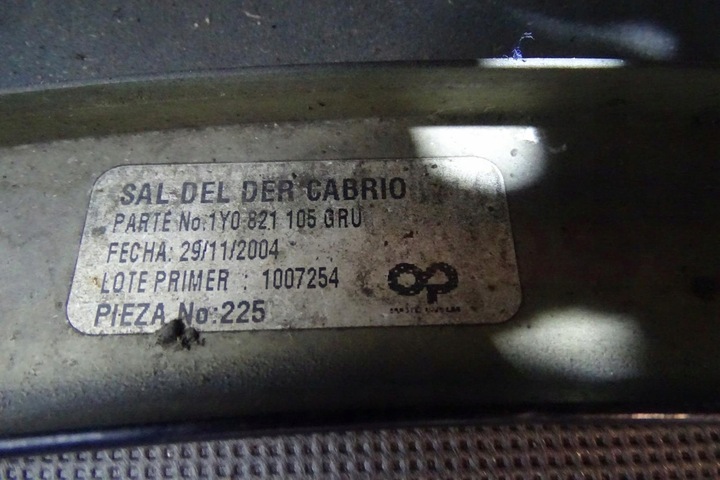 SAL-DEL DER CABRIO
PARTE No:1Y0 821 105 GRU
FECHA: 29/11/2004
LOTE PRIMER : 1007254
PIEZA No:225